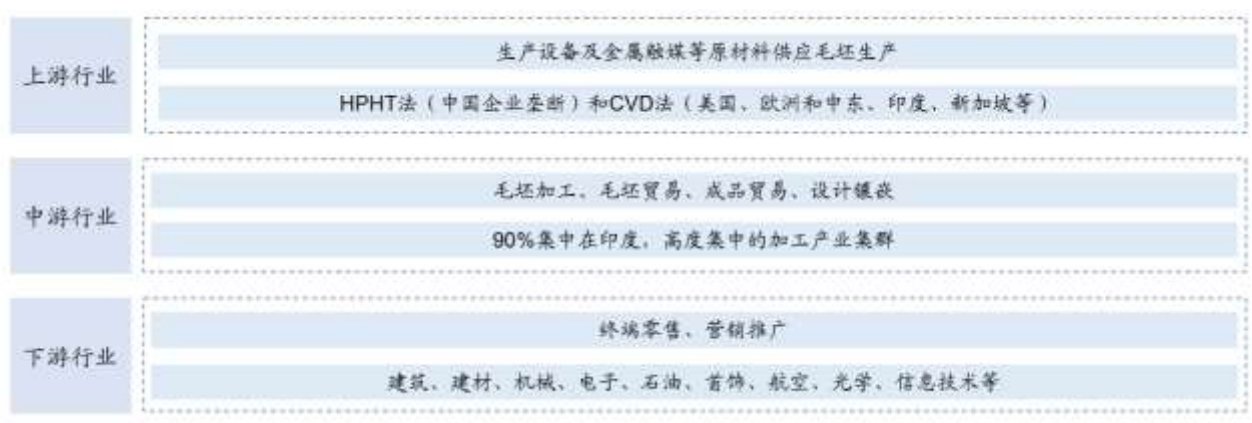 上游行业
生产设备及金属触媒等原材料供应毛坯生产
HPHT法（中国企业垄断）和CVD法（美国、欧洲和中东、印度、新加坡等）
中游行业
毛坯加工、毛坯贸易、成品贸易、设计镶嵌
90%集中在印度，高度集中的加工产业集群
下游行业
终端零售、营销推广
建筑、建材、机械、电子、石油、首饰、航空、光学、信息技术等